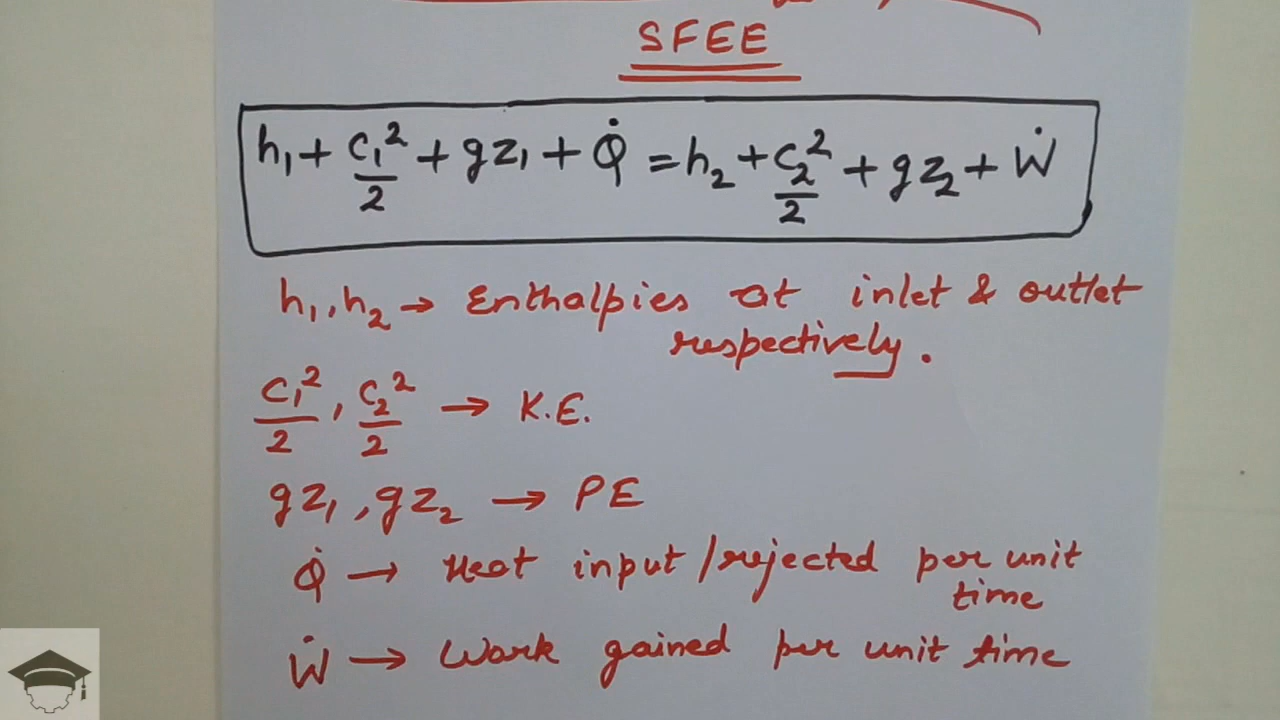 SFEE
h₁ + c₁²/2 + gz₁ + Q̇ = h₂ + c₂²/2 + gz₂ + Ẇ
h₁, h₂ → Enthalpies at inlet & outlet
respectively.
c₁²/2, c₂²/2 → K.E.
gz₁, gz₂ → PE
Q̇ → Heat input/rejected per unit
time
Ẇ → Work gained per unit time